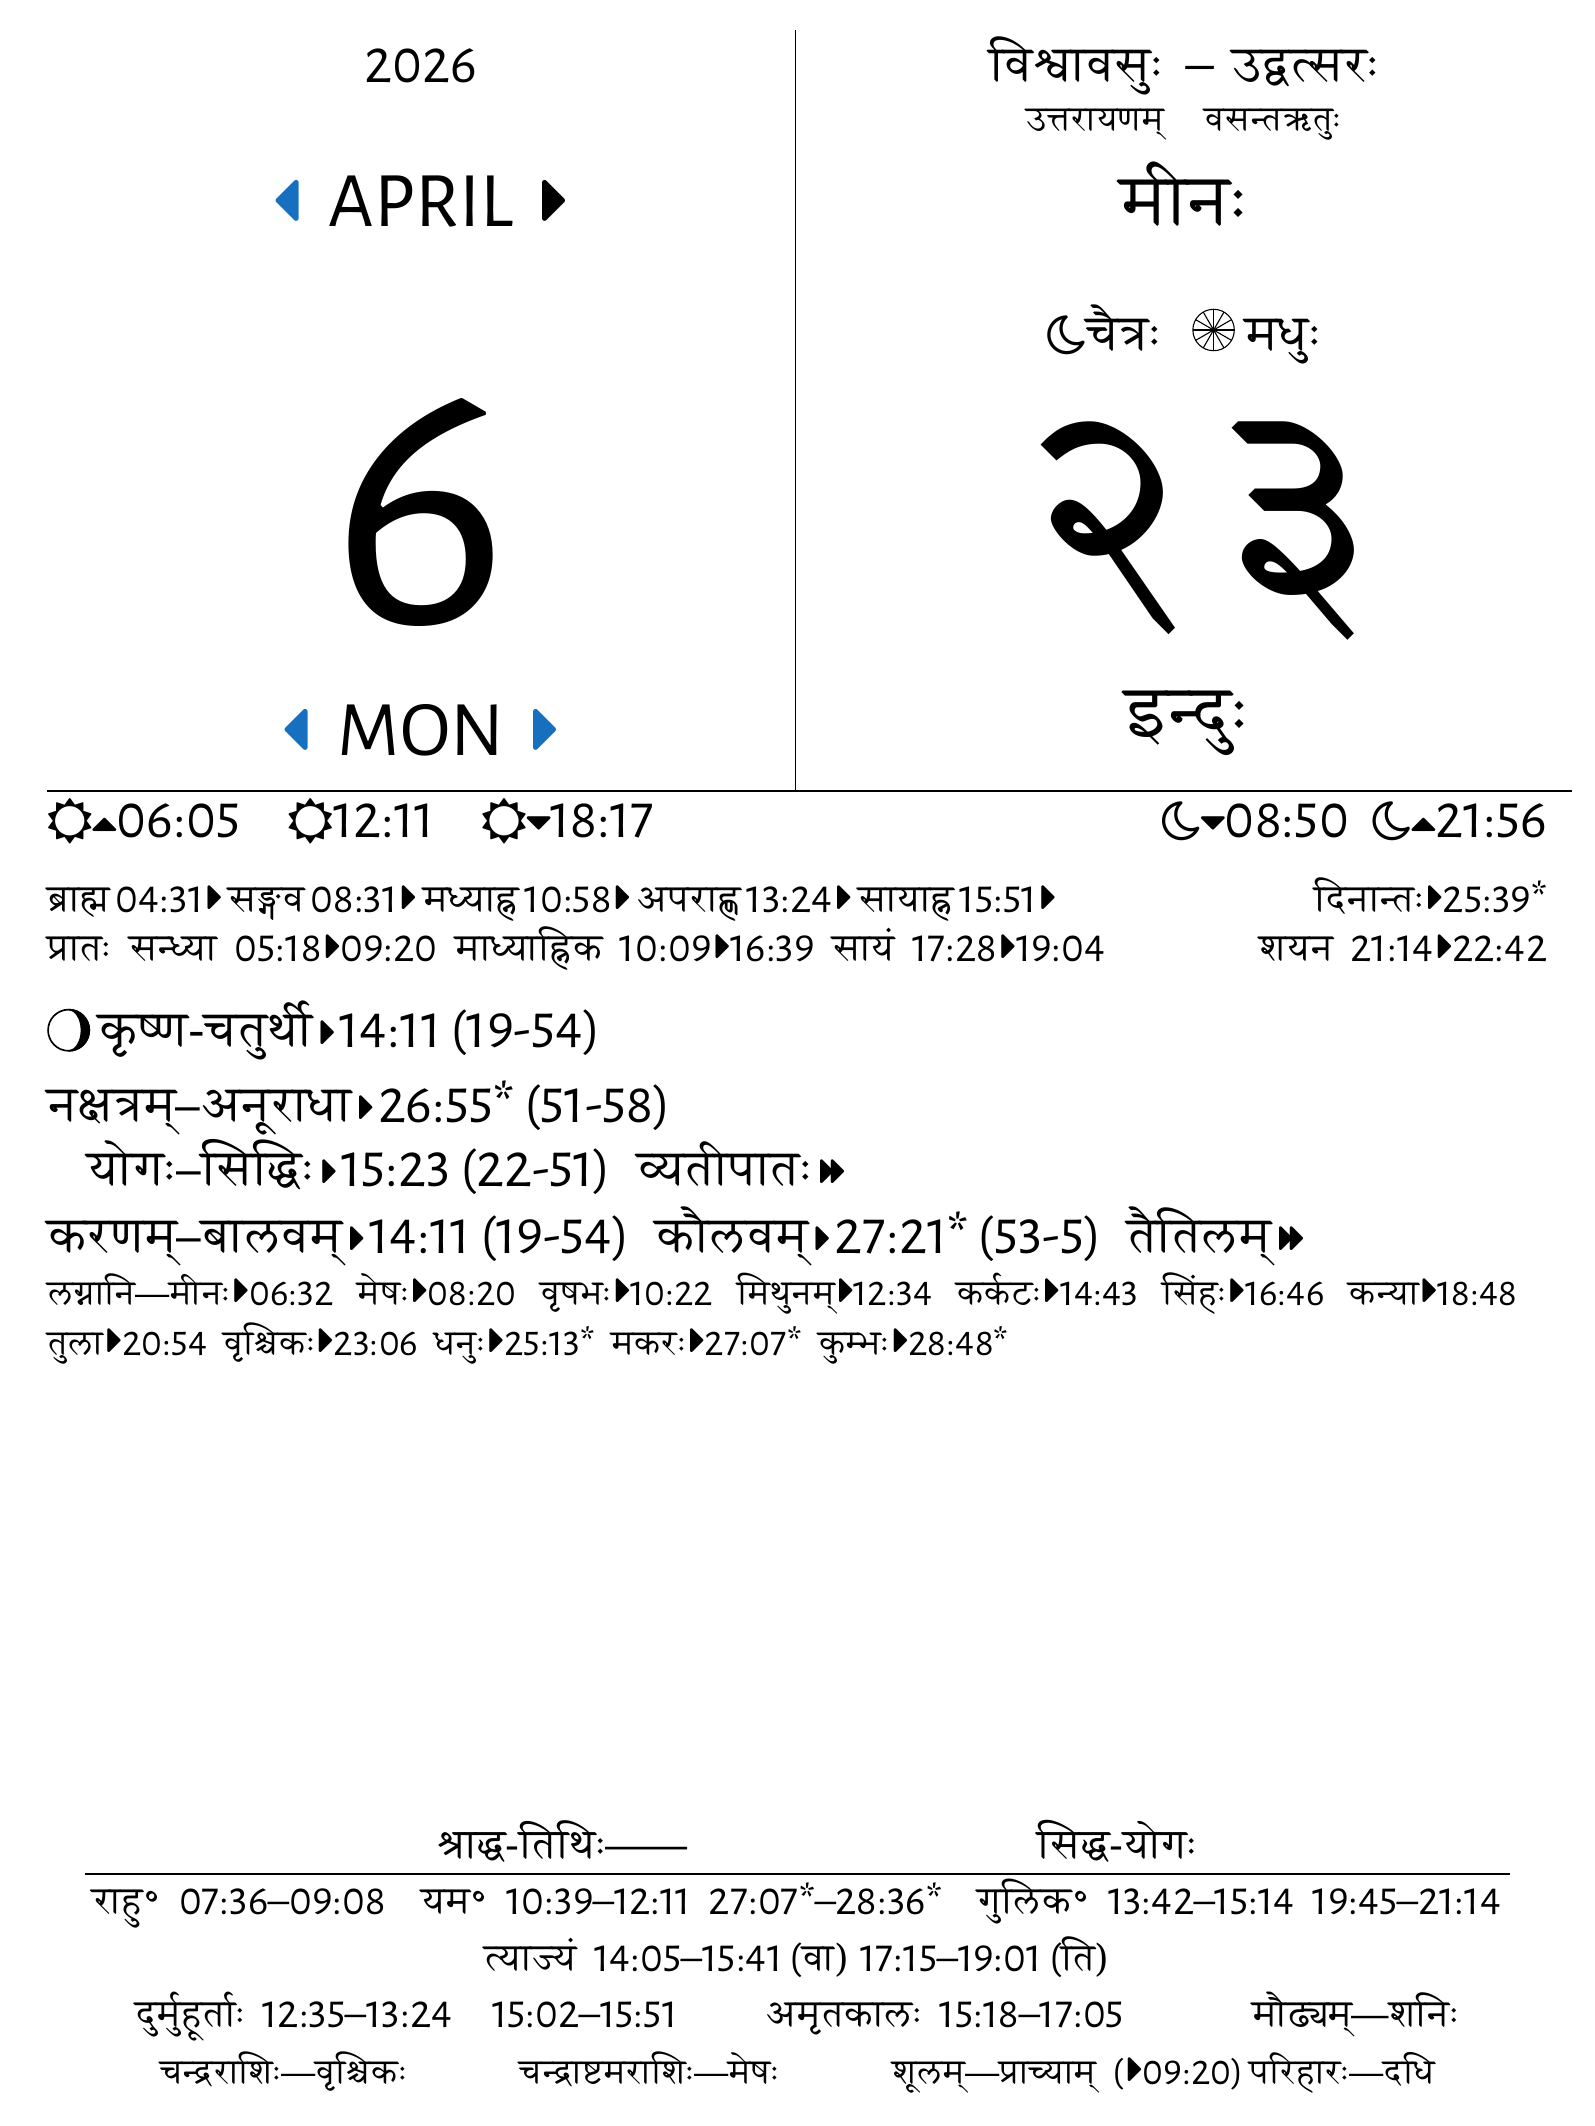 2026
APRIL
6
MON
विश्वावसुः – उद्वत्सरः
उत्तरायणम् वसन्तऋतुः
मीनः
चैत्रः मधुः
२३
इन्दुः
06:05 12:11 18:17 08:50 21:56
ब्राह्म 04:31 सङ्गव 08:31 मध्याह्न 10:58 अपराह्ण 13:24 सायाह्न 15:51 दिनान्तः 25:39*
प्रातः सन्ध्या 05:18 09:20 माध्याह्निक 10:09 16:39 सायं 17:28 19:04 शयन 21:14 22:42
कृष्ण-चतुर्थी 14:11 (19-54)
नक्षत्रम्–अनूराधा 26:55* (51-58)
योगः–सिद्धिः 15:23 (22-51) व्यतीपातः
करणम्–बालवम् 14:11 (19-54) कौलवम् 27:21* (53-5) तैतिलम्
लग्नानि—मीनः 06:32 मेषः 08:20 वृषभः 10:22 मिथुनम् 12:34 कर्कटः 14:43 सिंहः 16:46 कन्या 18:48
तुला 20:54 वृश्चिकः 23:06 धनुः 25:13* मकरः 27:07* कुम्भः 28:48*
श्राद्ध-तिथिः—— सिद्ध-योगः
राहु॰ 07:36–09:08 यम॰ 10:39–12:11 27:07*–28:36* गुलिक॰ 13:42–15:14 19:45–21:14
त्याज्यं 14:05–15:41 (वा) 17:15–19:01 (ति)
दुर्मुहूर्ताः 12:35–13:24 15:02–15:51 अमृतकालः 15:18–17:05 मौढ्यम्—शनिः
चन्द्रराशिः—वृश्चिकः चन्द्राष्टमराशिः—मेषः शूलम्—प्राच्याम् (09:20) परिहारः—दधि